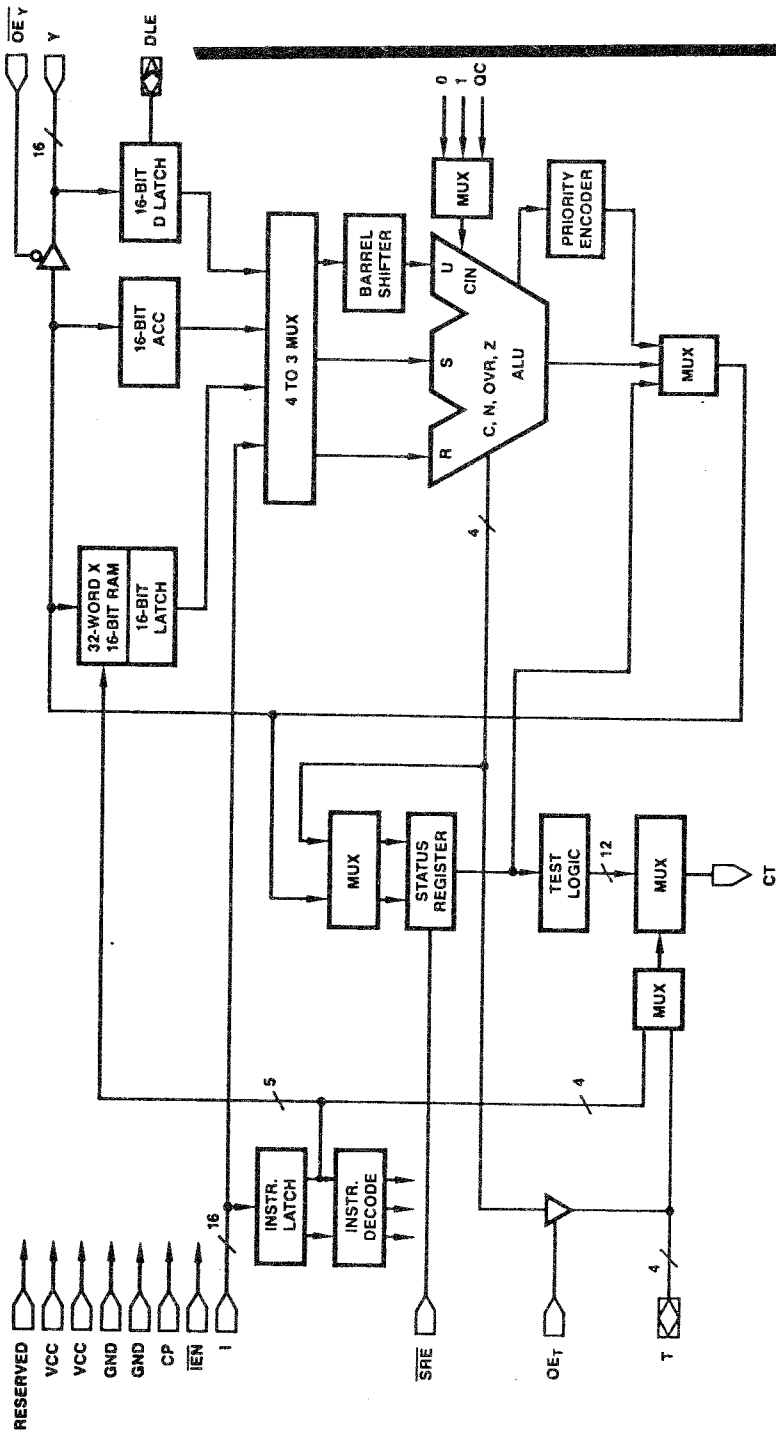 RESERVED
VCC
VCC
GND
GND
CP
I̅E̅N̅
I
16
INSTR.
LATCH
INSTR.
DECODE
5
4
S̅R̅E̅
OET
4
T
32-WORD X
16-BIT RAM
16-BIT
LATCH
16-BIT
ACC
16-BIT
D LATCH
16
O̅E̅Y
Y
DLE
4 TO 3 MUX
BARREL
SHIFTER
MUX
0
1
QC
R
S
U
CIN
C, N, OVR, Z
ALU
4
PRIORITY
ENCODER
MUX
MUX
STATUS
REGISTER
TEST
LOGIC
12
MUX
MUX
CT